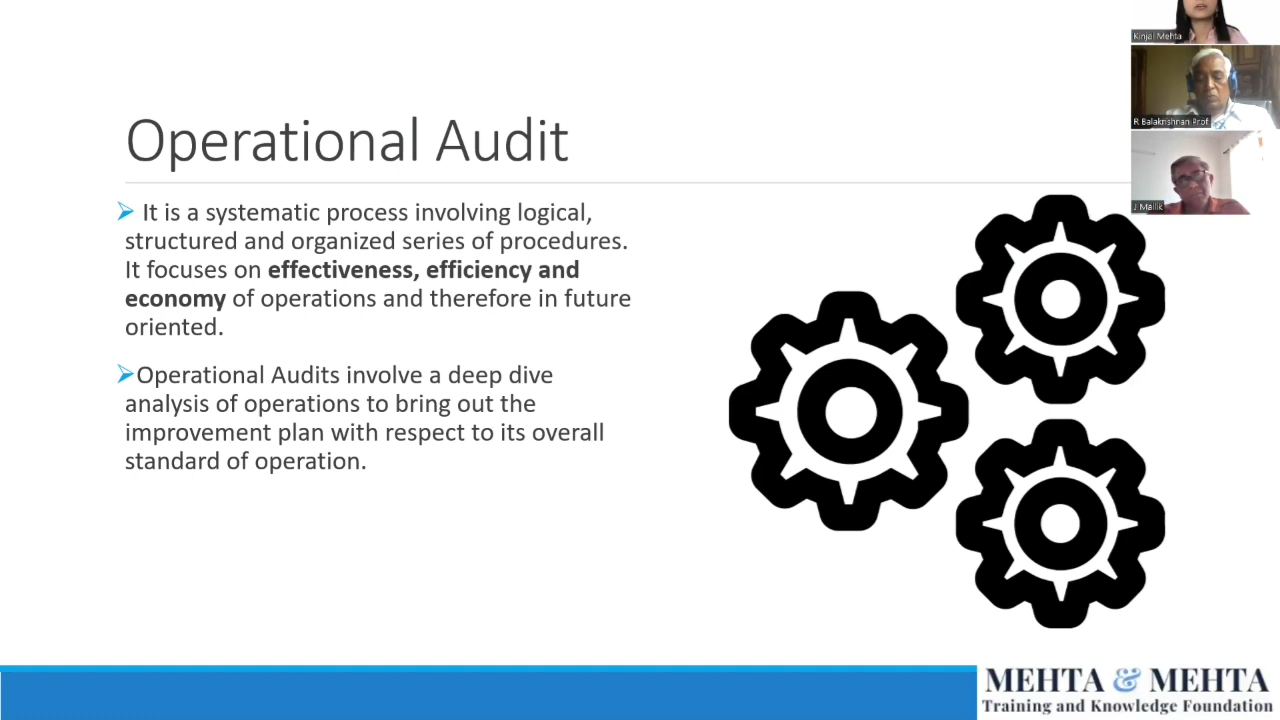 Kinjal Mehta
R Balakrishnan Prof.
J Mallik
Operational Audit
It is a systematic process involving logical,
structured and organized series of procedures.
It focuses on effectiveness, efficiency and
economy of operations and therefore in future
oriented.
Operational Audits involve a deep dive
analysis of operations to bring out the
improvement plan with respect to its overall
standard of operation.
MEHTA & MEHTA
Training and Knowledge Foundation